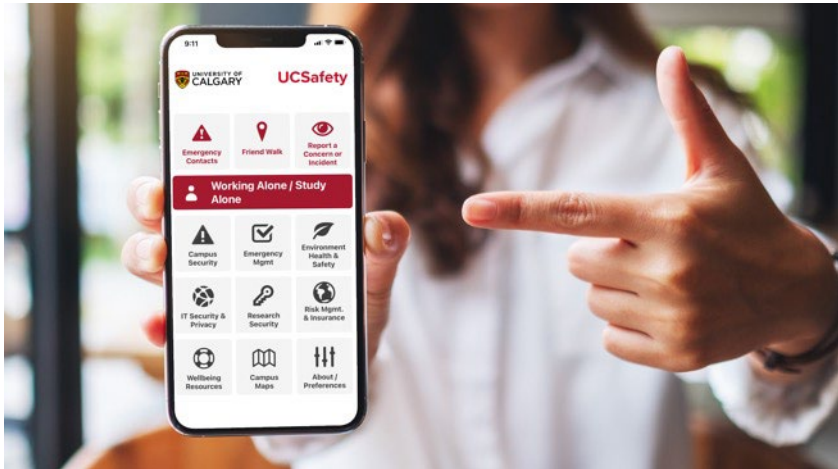 9:11
UNIVERSITY OF
CALGARY
UCSafety
Emergency
Contacts
Friend Walk
Report a
Concern or
Incident
Working Alone / Study
Alone
Campus
Security
Emergency
Mgmt
Environment
Health &
Safety
IT Security &
Privacy
Research
Security
Risk Mgmt.
& Insurance
Wellbeing
Resources
Campus
Maps
About /
Preferences